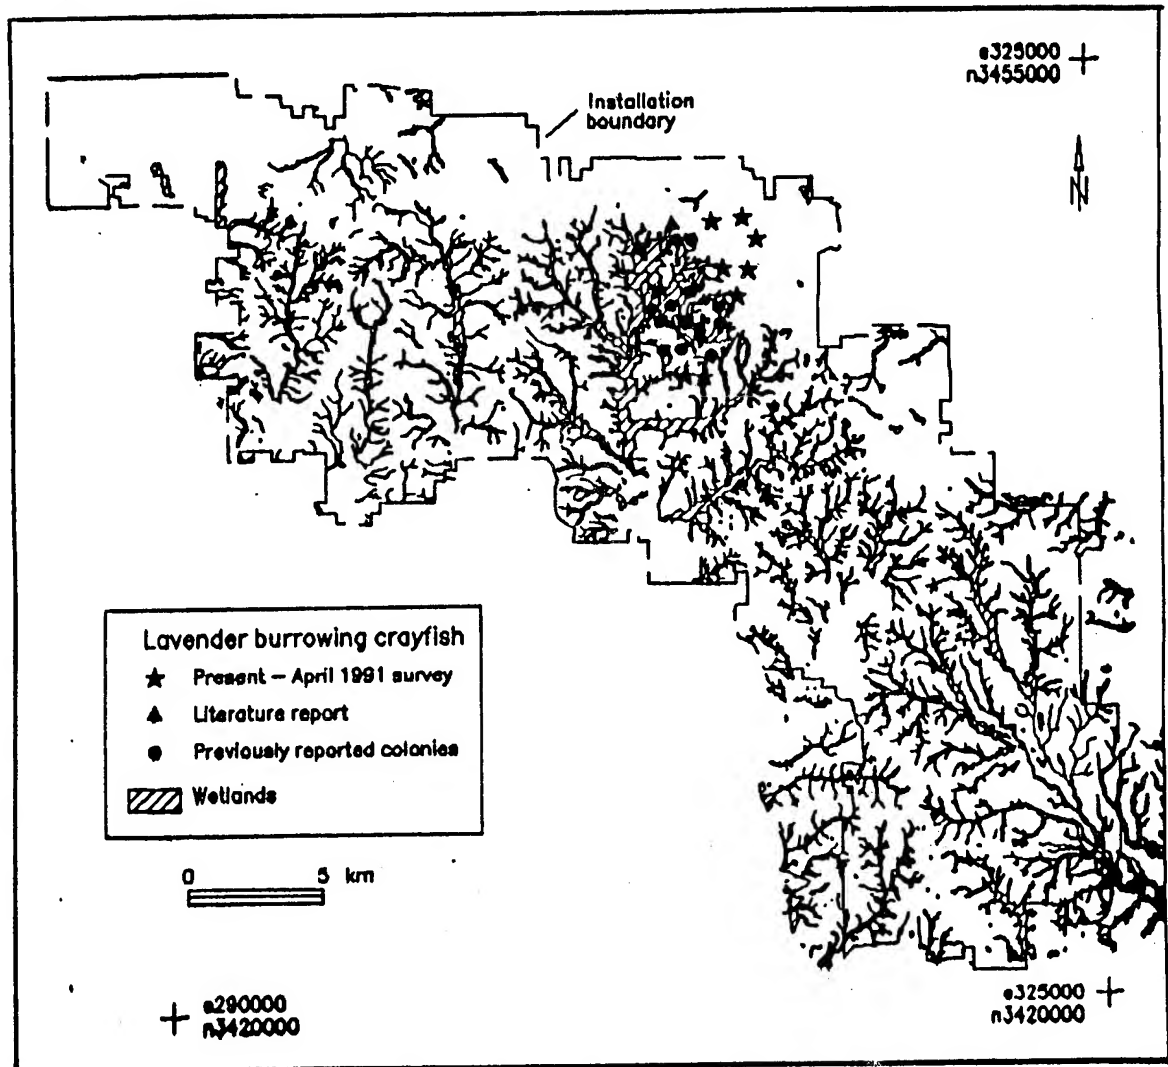 e325000
n3455000
Installation
boundary
N
Lavender burrowing crayfish
Present – April 1991 survey
Literature report
Previously reported colonies
Wetlands
0 5 km
e290000
n3420000
e325000
n3420000